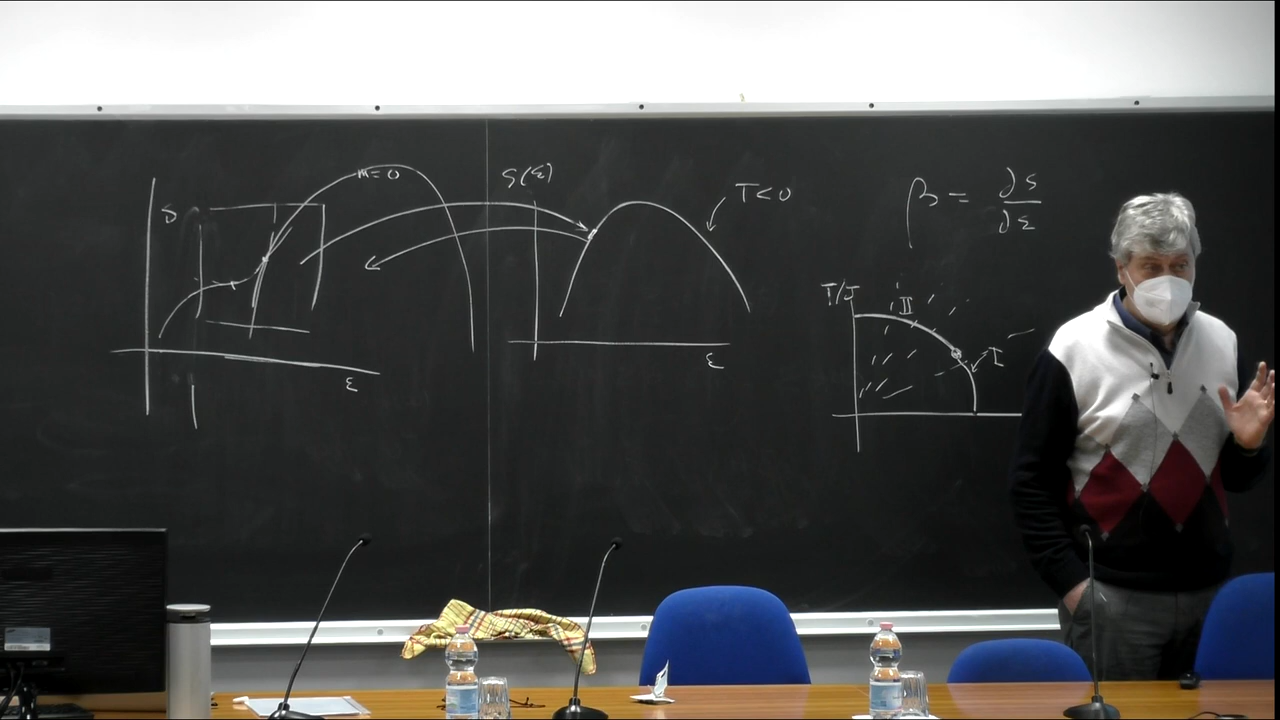 S
m=0
ε
S(ε)
T<0
ε
β = ∂S/∂ε
T/J
II
I